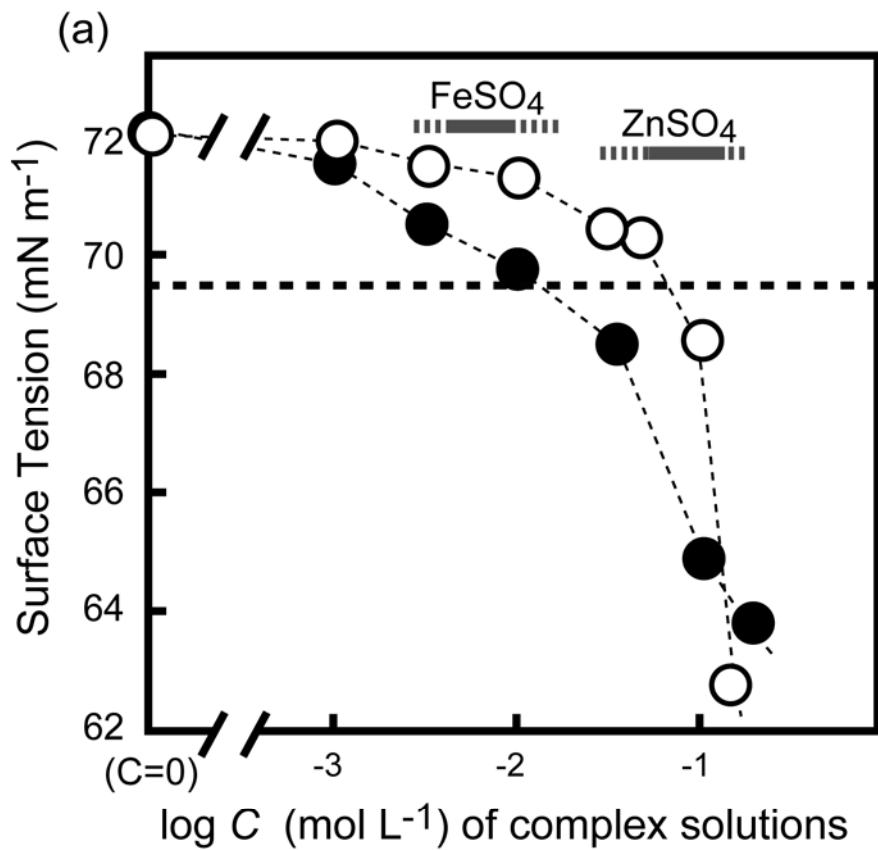 (a)
FeSO4
ZnSO4
72
70
68
66
64
62
Surface Tension (mN m-1)
(C=0)
-3
-2
-1
log C (mol L-1) of complex solutions